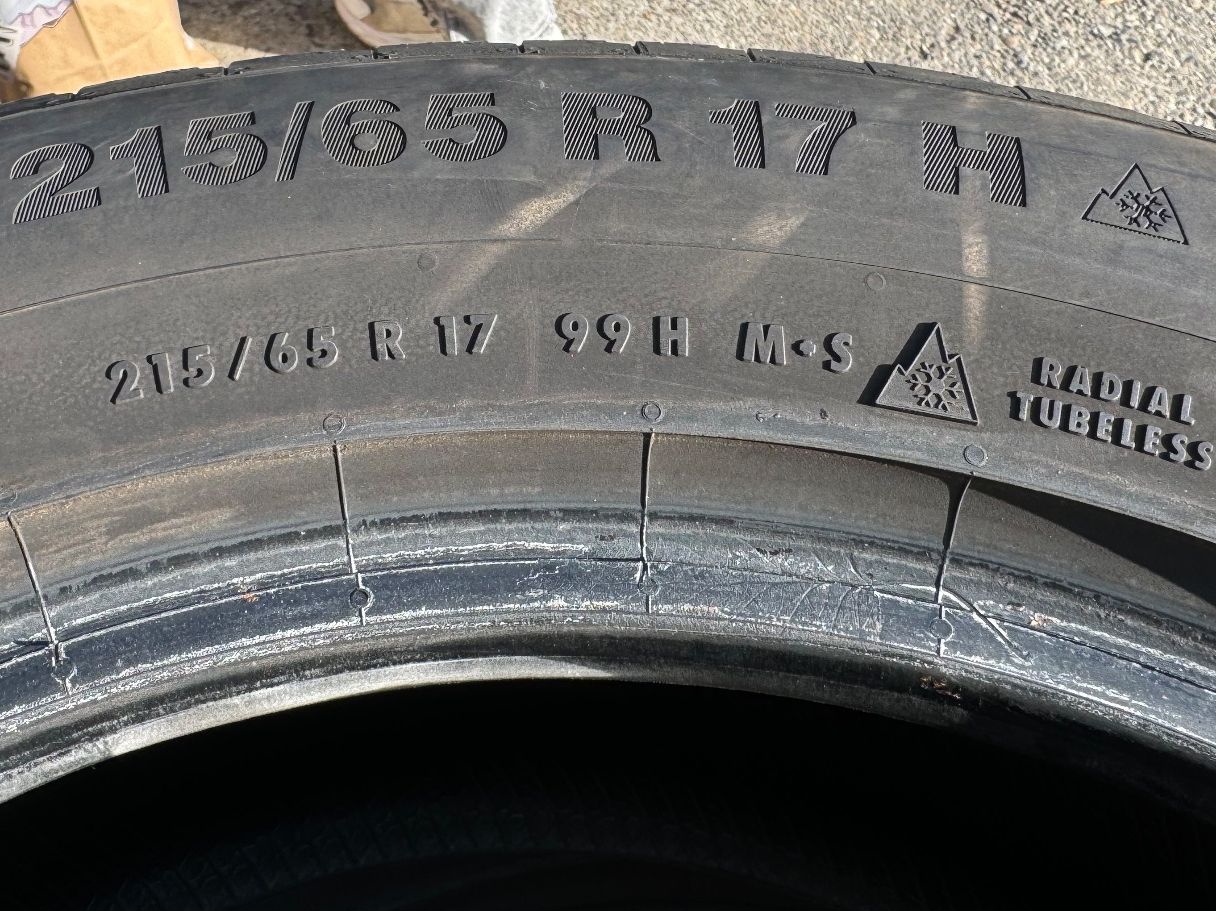 215/65 R 17 H
215/65 R 17 99 H M•S RADIAL
TUBELESS